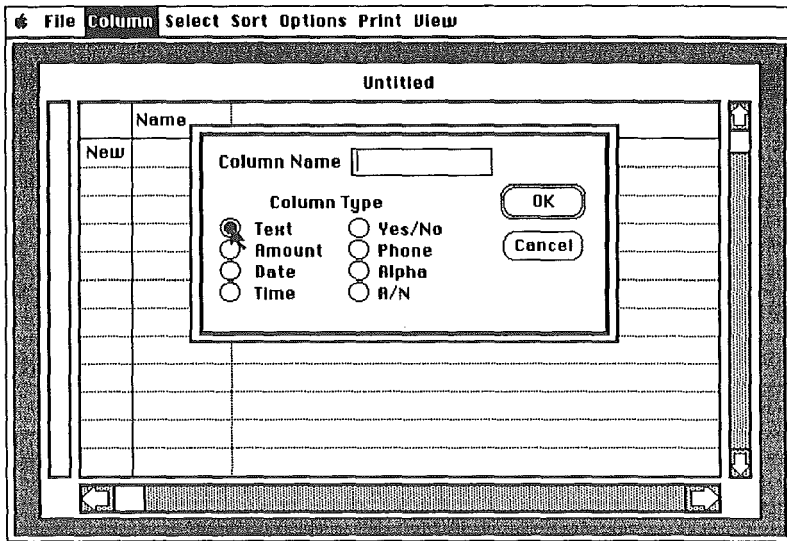 File Column Select Sort Options Print View
Untitled
Name
New
Column Name
Column Type
OK
Text Yes/No
Amount Phone
Cancel
Date Alpha
Time A/N